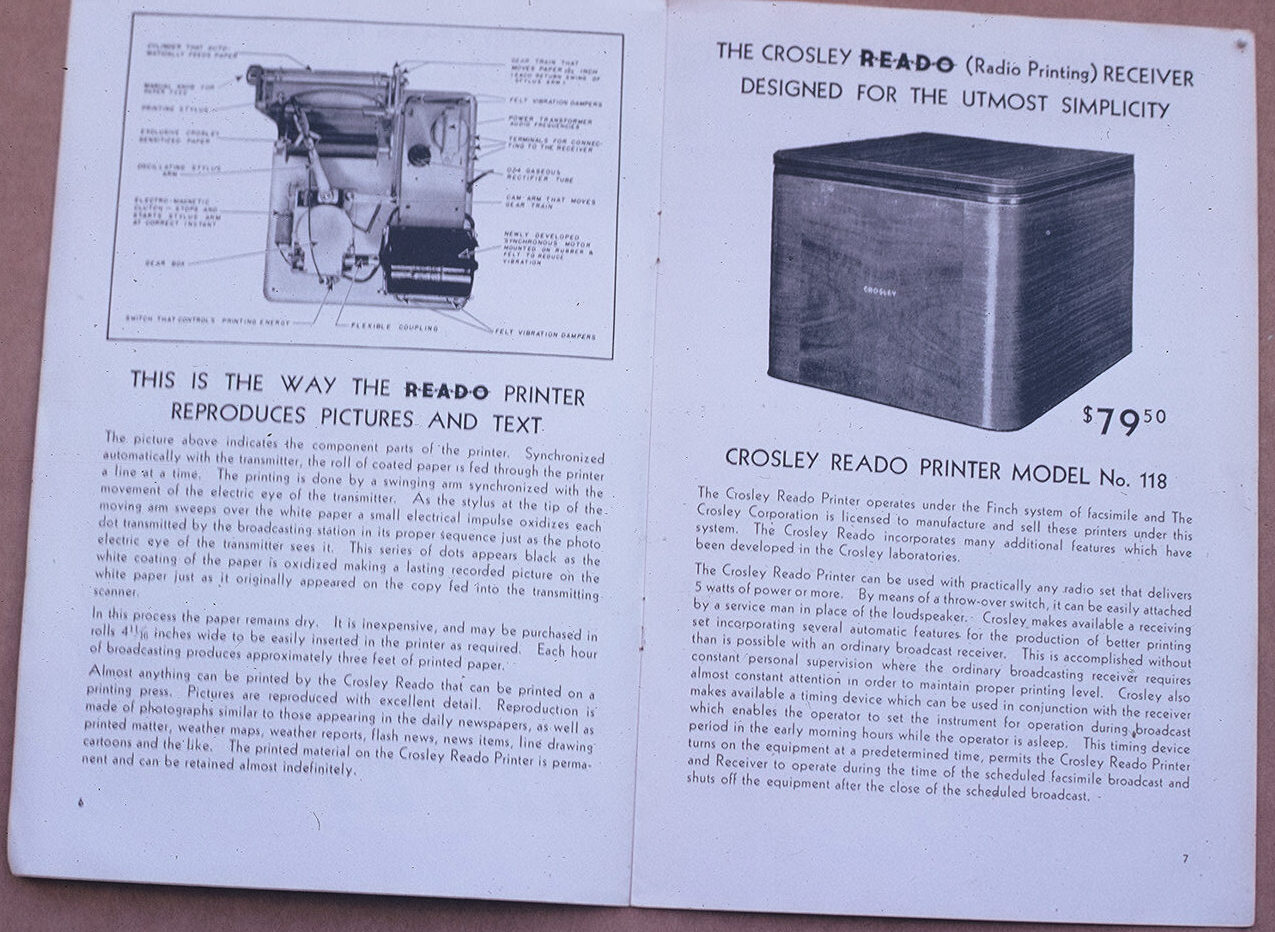 CYLINDER THAT AUTO-
MATICALLY FEEDS PAPER
MANUAL KNOB FOR
PAPER FEED
PRINTING STYLUS
EXCLUSIVE CROSLEY
SENSITIZED PAPER
OSCILLATING STYLUS
ARM
ELECTRO-MAGNETIC
CLUTCH - STOPS AND
STARTS STYLUS ARM
AT CORRECT INSTANT
GEAR BOX
SWITCH THAT CONTROLS PRINTING ENERGY
FLEXIBLE COUPLING
GEAR TRAIN THAT
MOVES PAPER INCH
(EACH RETURN SWING OF
STYLUS ARM)
FELT VIBRATION DAMPERS
POWER TRANSFORMER
AUDIO FREQUENCIES
TERMINALS FOR CONNEC-
TING TO THE RECEIVER
OZ4 GASEOUS
RECTIFIER TUBE
CAM ARM THAT MOVES
GEAR TRAIN
NEWLY DEVELOPED
SYNCHRONOUS MOTOR
MOUNTED ON RUBBER &
FELT TO REDUCE
VIBRATION
FELT VIBRATION DAMPERS
THIS IS THE WAY THE READO PRINTER
REPRODUCES PICTURES AND TEXT
The picture above indicates the component parts of the printer. Synchronized
automatically with the transmitter, the roll of coated paper is fed through the printer
a line at a time. The printing is done by a swinging arm synchronized with the
movement of the electric eye of the transmitter. As the stylus at the tip of the
moving arm sweeps over the white paper a small electrical impulse oxidizes each
dot transmitted by the broadcasting station in its proper sequence just as the photo
electric eye of the transmitter sees it. This series of dots appears black as the
white coating of the paper is oxidized making a lasting recorded picture on the
white paper just as it originally appeared on the copy fed into the transmitting
scanner.
In this process the paper remains dry. It is inexpensive, and may be purchased in
rolls 4 11/16 inches wide to be easily inserted in the printer as required. Each hour
of broadcasting produces approximately three feet of printed paper.
Almost anything can be printed by the Crosley Reado that can be printed on a
printing press. Pictures are reproduced with excellent detail. Reproduction is
made of photographs similar to those appearing in the daily newspapers, as well as
printed matter, weather maps, weather reports, flash news, news items, line drawing
cartoons and the like. The printed material on the Crosley Reado Printer is perma-
nent and can be retained almost indefinitely.
6
THE CROSLEY READO (Radio Printing) RECEIVER
DESIGNED FOR THE UTMOST SIMPLICITY
CROSLEY
$79 50
CROSLEY READO PRINTER MODEL No. 118
The Crosley Reado Printer operates under the Finch system of facsimile and The
Crosley Corporation is licensed to manufacture and sell these printers under this
system. The Crosley Reado incorporates many additional features which have
been developed in the Crosley laboratories.
The Crosley Reado Printer can be used with practically any radio set that delivers
5 watts of power or more. By means of a throw-over switch, it can be easily attached
by a service man in place of the loudspeaker. Crosley makes available a receiving
set incorporating several automatic features for the production of better printing
than is possible with an ordinary broadcast receiver. This is accomplished without
constant personal supervision where the ordinary broadcasting receiver requires
almost constant attention in order to maintain proper printing level. Crosley also
makes available a timing device which can be used in conjunction with the receiver
which enables the operator to set the instrument for operation during broadcast
period in the early morning hours while the operator is asleep. This timing device
turns on the equipment at a predetermined time, permits the Crosley Reado Printer
and Receiver to operate during the time of the scheduled facsimile broadcast and
shuts off the equipment after the close of the scheduled broadcast.
7